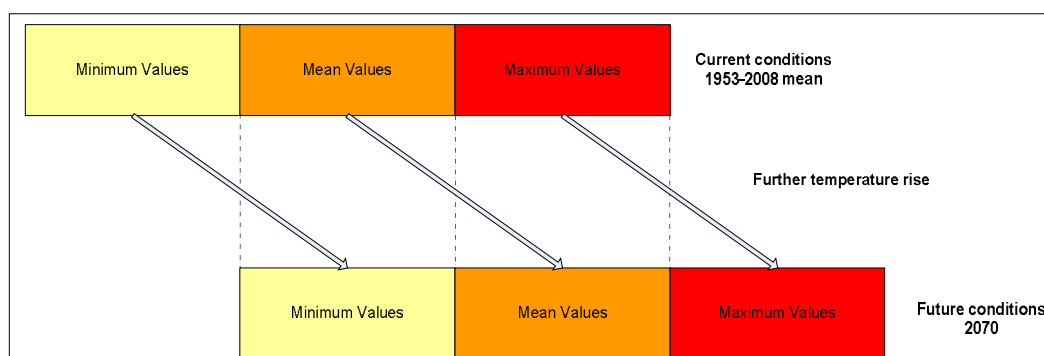 Minimum Values
Mean Values
Maximum Values
Current conditions
1953–2008 mean
Further temperature rise
Minimum Values
Mean Values
Maximum Values
Future conditions
2070